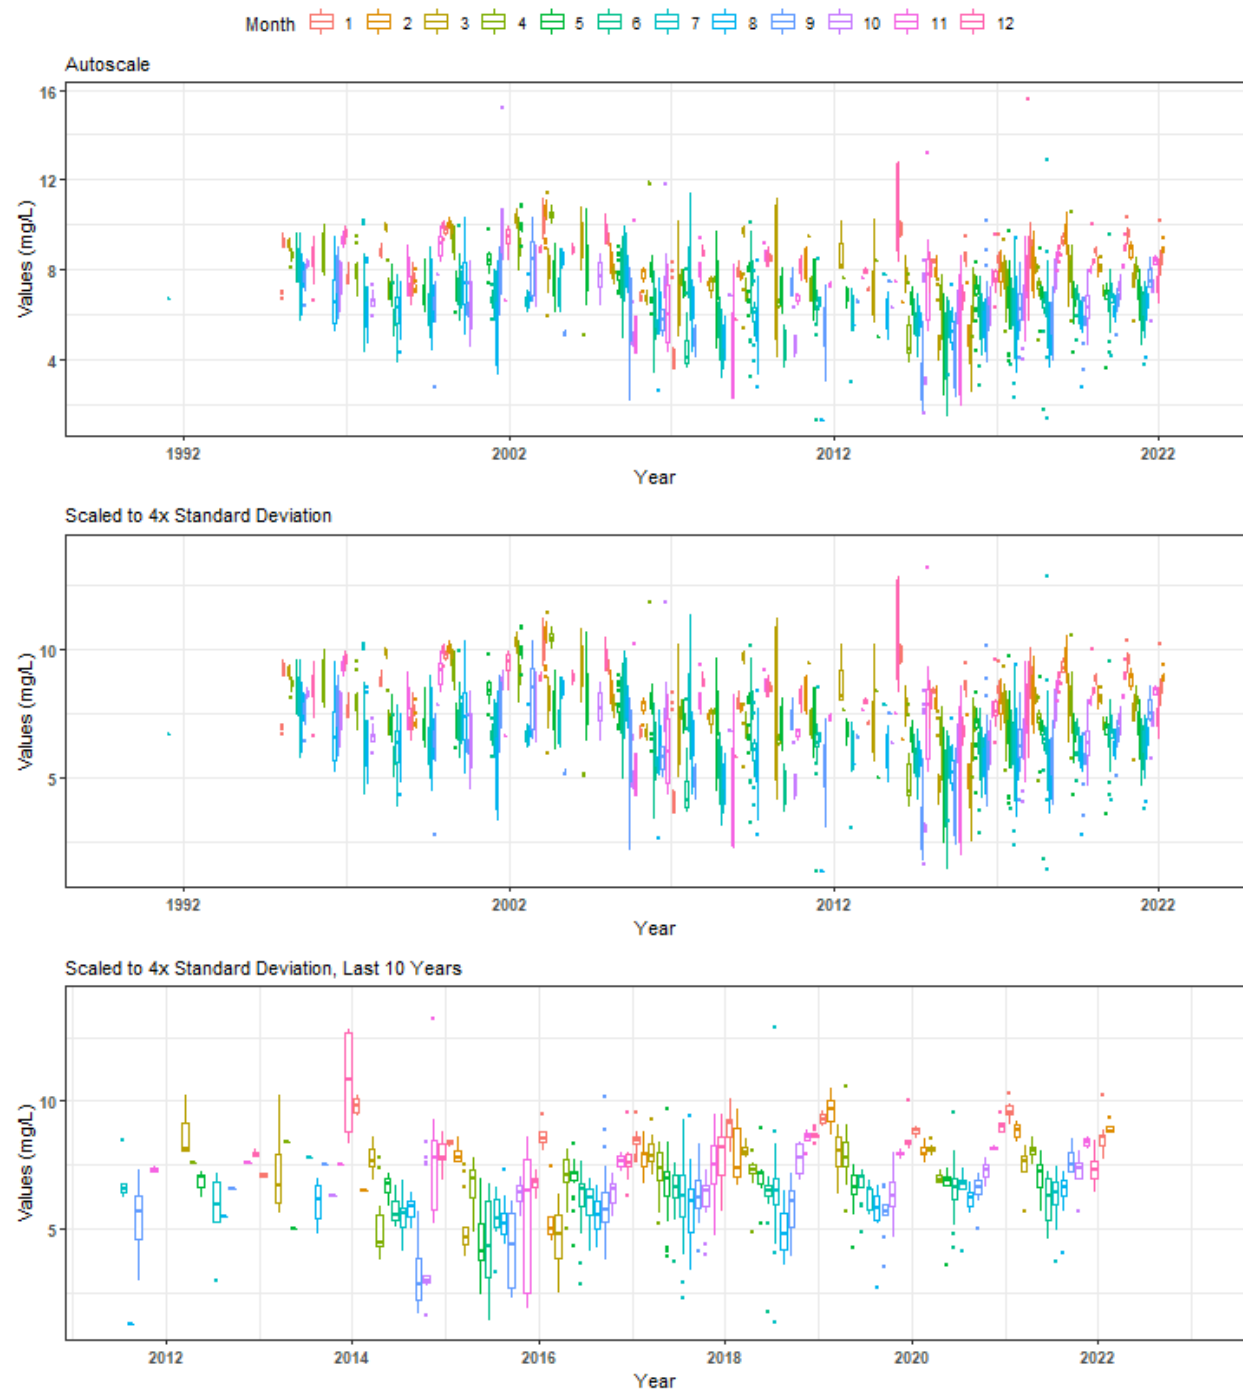 Month 1 2 3 4 5 6 7 8 9 10 11 12
Autoscale
16
12
8
4
Values (mg/L)
1992 2002 2012 2022
Year
Scaled to 4x Standard Deviation
10
5
Values (mg/L)
1992 2002 2012 2022
Year
Scaled to 4x Standard Deviation, Last 10 Years
10
5
Values (mg/L)
2012 2014 2016 2018 2020 2022
Year